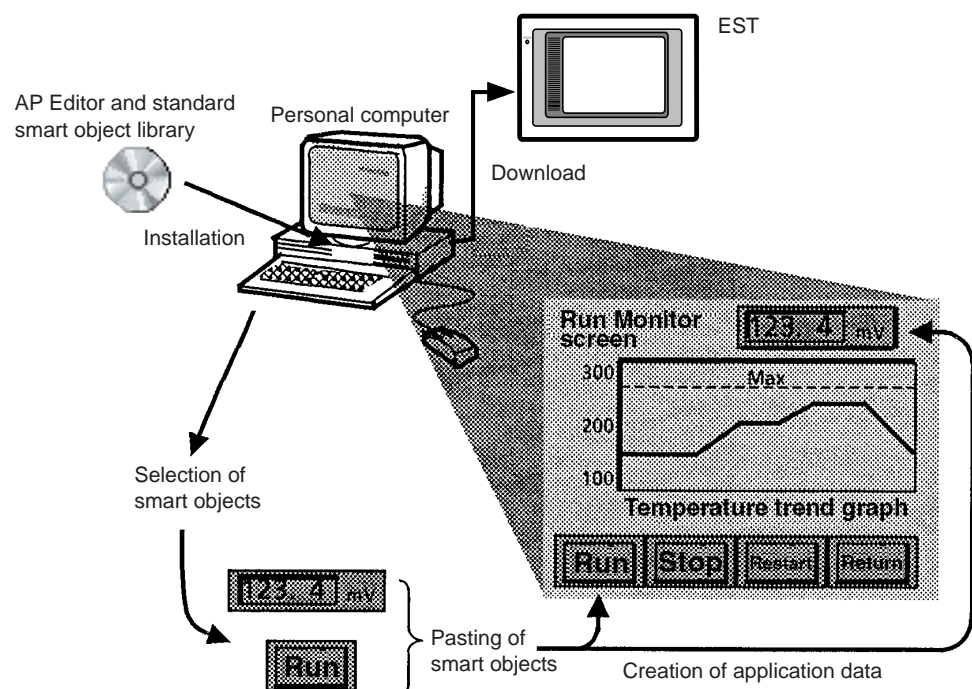 EST
AP Editor and standard
smart object library
Personal computer
Download
Installation
Run Monitor
screen
123. 4 mV
300
Max
200
100
Temperature trend graph
Run Stop Restart Return
Selection of
smart objects
123. 4 mV
Run
Pasting of
smart objects
Creation of application data